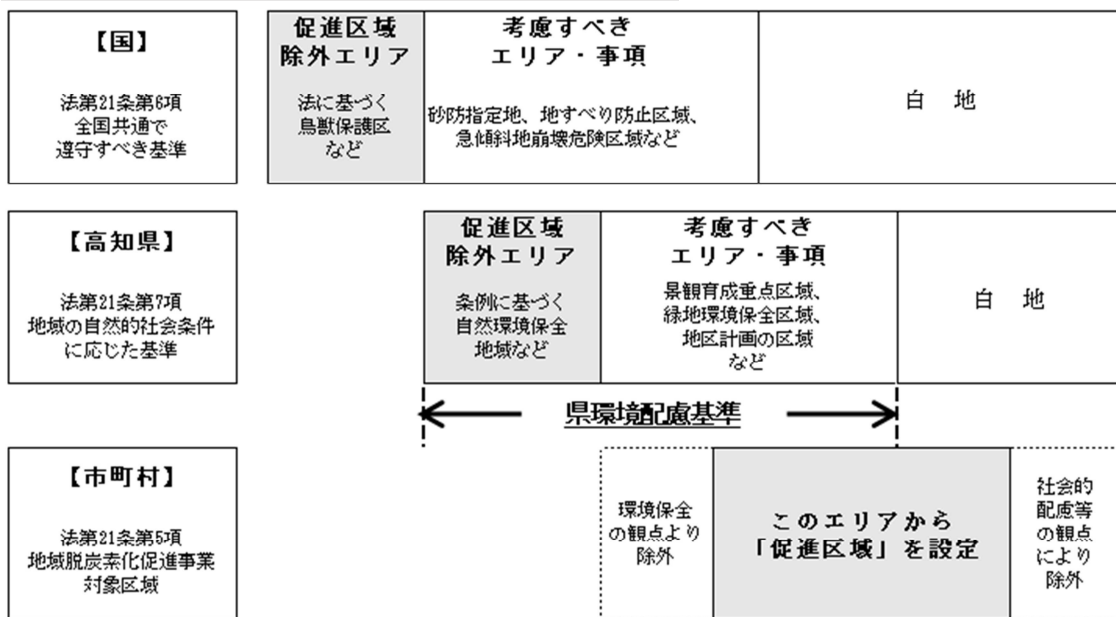 【国】
法第21条第6項
全国共通で
遵守すべき基準
促進区域
除外エリア
法に基づく
鳥獣保護区
など
考慮すべき
エリア・事項
砂防指定地、地すべり防止区域、
急傾斜地崩壊危険区域など
白　地
【高知県】
法第21条第7項
地域の自然的社会条件
に応じた基準
促進区域
除外エリア
条例に基づく
自然環境保全
地域など
考慮すべき
エリア・事項
景観育成重点区域、
緑地環境保全区域、
地区計画の区域
など
白　地
県環境配慮基準
【市町村】
法第21条第5項
地域脱炭素化促進事業
対象区域
環境保全
の観点より
除外
このエリアから
「促進区域」を設定
社会的
配慮等
の観点
により
除外